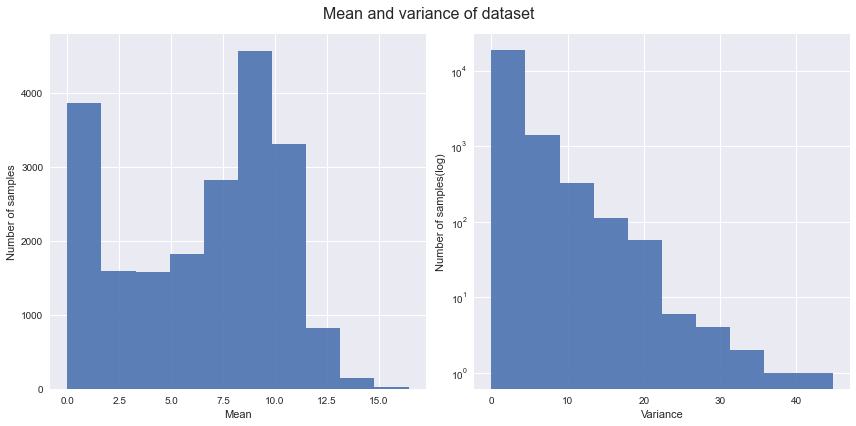 Mean and variance of dataset
Number of samples
4000
3000
2000
1000
0
0.0 2.5 5.0 7.5 10.0 12.5 15.0
Mean
Number of samples(log)
10^4
10^3
10^2
10^1
10^0
0 10 20 30 40
Variance